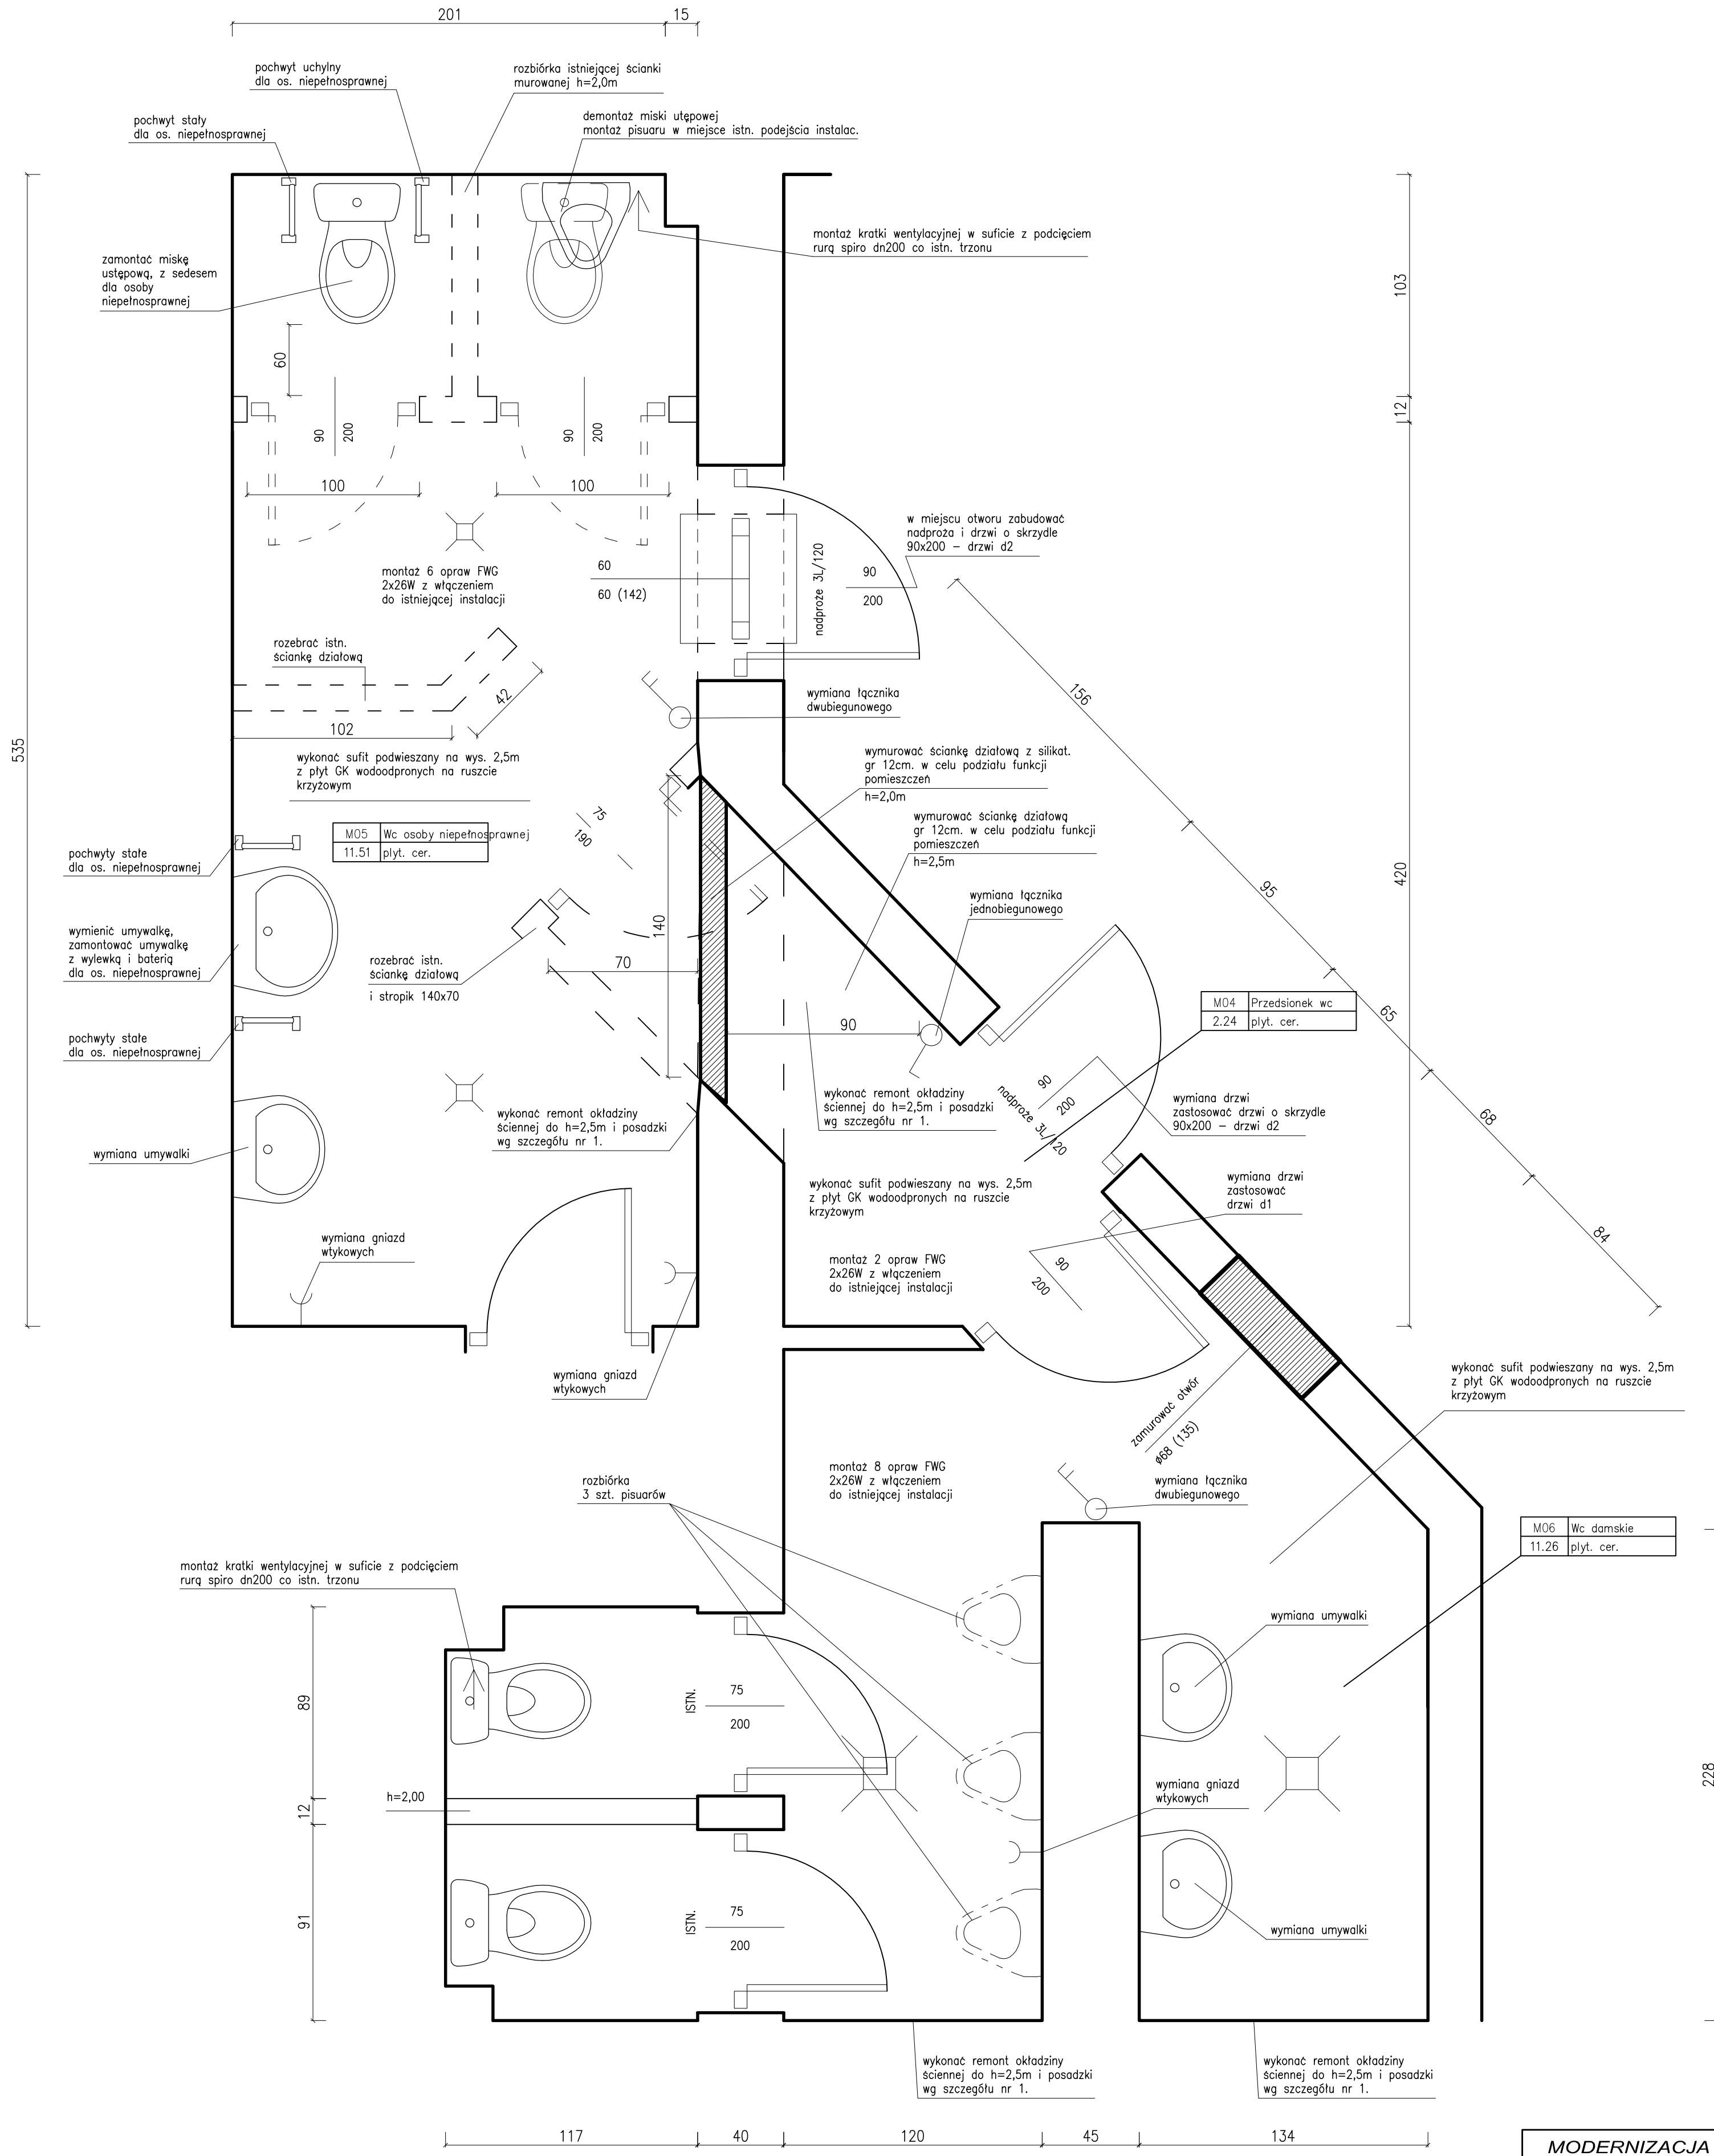 201
15
pochwyt uchylny
dla os. niepełnosprawnej
rozbiórka istniejącej ścianki
murowanej h=2,0m
pochwyt stały
dla os. niepełnosprawnej
demontaż miski utępowej
montaż pisuaru w miejsce istn. podejścia instalac.
montaż kratki wentylacyjnej w suficie z podcięciem
rurą spiro dn200 co istn. trzonu
zamontać miskę
ustępową, z sedesem
dla osoby
niepełnosprawnej
103
60
12
90
200
90
200
100
100
w miejscu otworu zabudować
nadproża i drzwi o skrzydle
90x200 – drzwi d2
montaż 6 opraw FWG
2x26W z włączeniem
do istniejącej instalacji
60
60 (142)
nadproże 3L/120
90
200
rozebrać istn.
ściankę działową
42
102
156
535
wymiana łącznika
dwubiegunowego
wykonać sufit podwieszany na wys. 2,5m
z płyt GK wodoodpronych na ruszcie
krzyżowym
wymurować ściankę działową z silikat.
gr 12cm. w celu podziału funkcji
pomieszczeń
h=2,0m
75
190
M05 Wc osoby niepełnosprawnej
11.51 płyt. cer.
wymurować ściankę działową
gr 12cm. w celu podziału funkcji
pomieszczeń
h=2,5m
pochwyty stałe
dla os. niepełnosprawnej
95
420
wymiana łącznika
jednobiegunowego
140
wymienić umywalkę,
zamontować umywalkę
z wylewką i baterią
dla os. niepełnosprawnej
rozebrać istn.
ściankę działową
i stropik 140x70
70
90
M04 Przedsionek wc
2.24 płyt. cer.
65
pochwyty stałe
dla os. niepełnosprawnej
wykonać remont okładziny
ściennej do h=2,5m i posadzki
wg szczegółu nr 1.
wykonać remont okładziny
ściennej do h=2,5m i posadzki
wg szczegółu nr 1.
nadproże 3L/120
90
200
wymiana drzwi
zastosować drzwi o skrzydle
90x200 – drzwi d2
68
wymiana umywalki
wykonać sufit podwieszany na wys. 2,5m
z płyt GK wodoodpronych na ruszcie
krzyżowym
wymiana drzwi
zastosować
drzwi d1
84
wymiana gniazd
wtykowych
montaż 2 opraw FWG
2x26W z włączeniem
do istniejącej instalacji
90
200
wymiana gniazd
wtykowych
wykonać sufit podwieszany na wys. 2,5m
z płyt GK wodoodpronych na ruszcie
krzyżowym
zamurować otwór
ø68 (135)
montaż 8 opraw FWG
2x26W z włączeniem
do istniejącej instalacji
rozbiórka
3 szt. pisuarów
wymiana łącznika
dwubiegunowego
M06 Wc damskie
11.26 płyt. cer.
montaż kratki wentylacyjnej w suficie z podcięciem
rurą spiro dn200 co istn. trzonu
wymiana umywalki
89
ISTN.
75
200
228
h=2,00
12
wymiana gniazd
wtykowych
91
ISTN.
75
200
wymiana umywalki
wykonać remont okładziny
ściennej do h=2,5m i posadzki
wg szczegółu nr 1.
wykonać remont okładziny
ściennej do h=2,5m i posadzki
wg szczegółu nr 1.
117
40
120
45
134
MODERNIZACJA